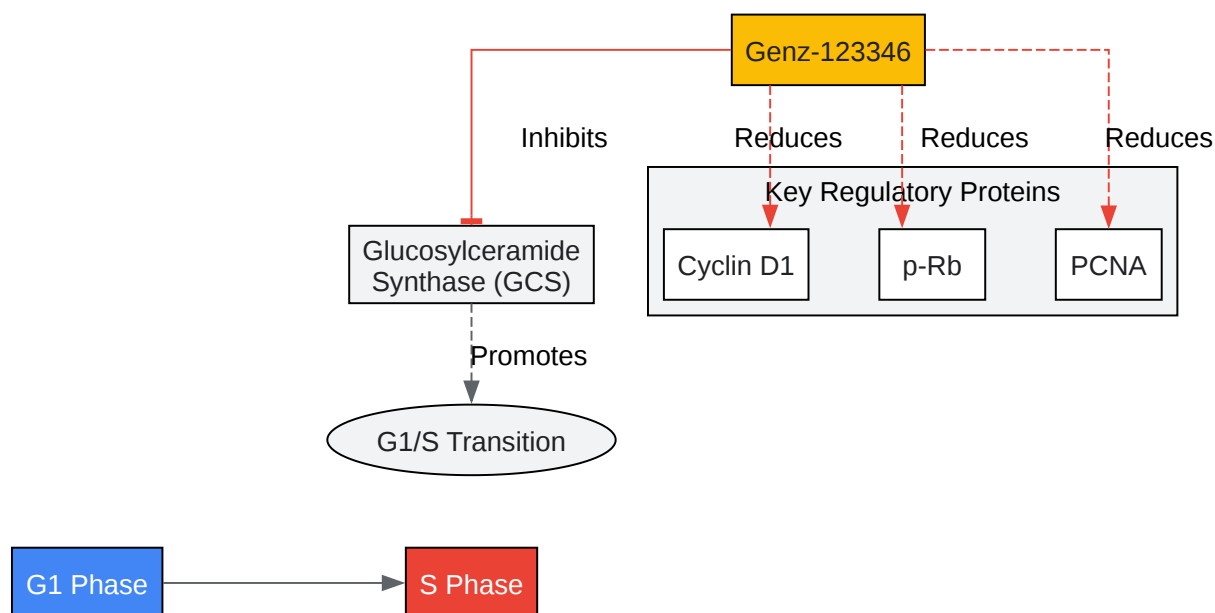 Genz-123346
Inhibits
Reduces
Reduces
Reduces
Key Regulatory Proteins
Glucosylceramide
Synthase (GCS)
Cyclin D1
p-Rb
PCNA
Promotes
G1/S Transition
G1 Phase
S Phase